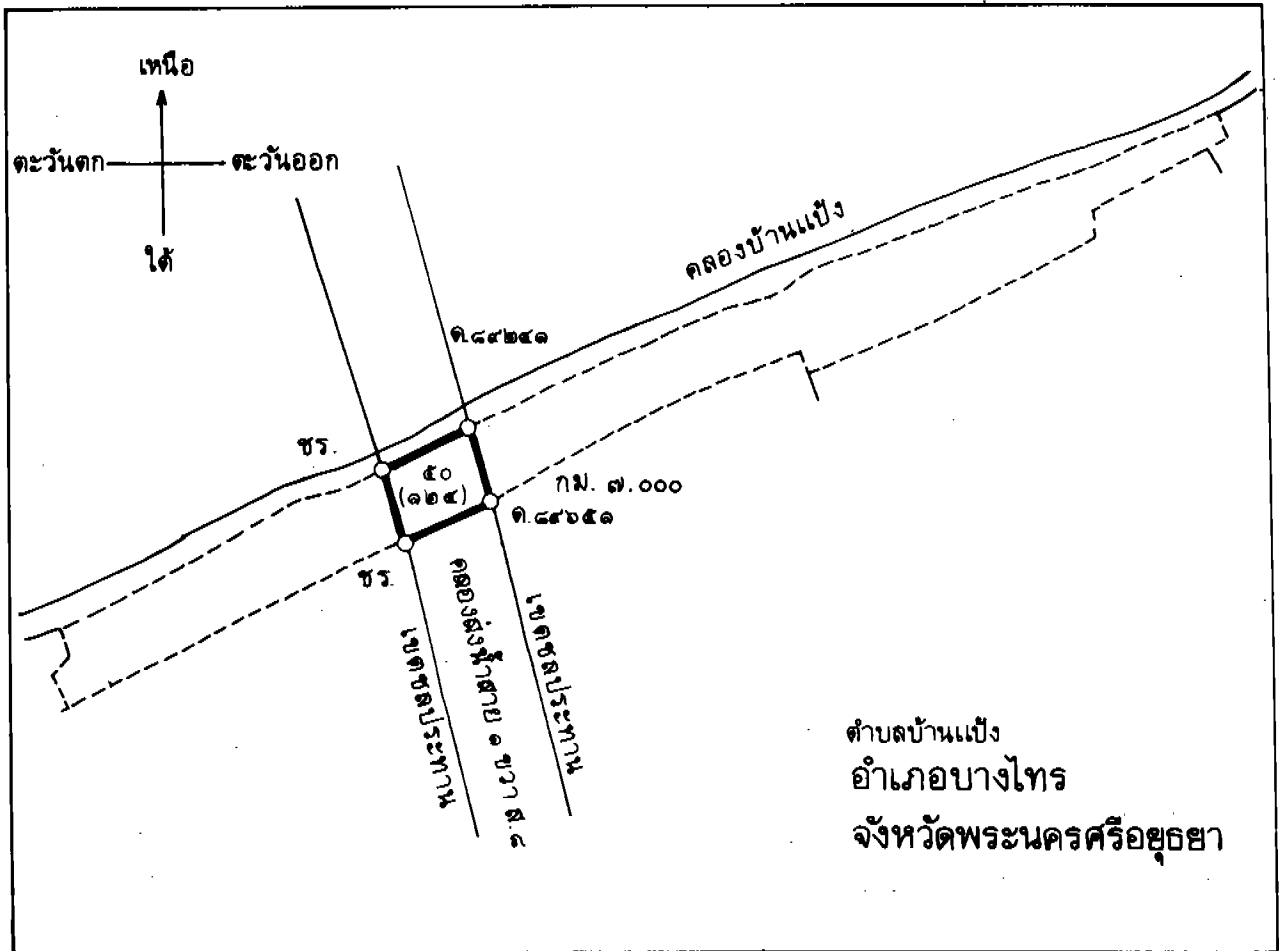 เหนือ
ตะวันตก
ตะวันออก
ใต้
คลองบ้านแป้ง
ด.๘๙๒๕๑
ชร.
๕๐
(๑๒๕)
กม. ๗.๐๐๐
ด.๘๙๖๕๑
ชร.
เขตชลประทาน
คลองส่งน้ำสาย ๑ ขวา ส.๘
เขตชลประทาน
ตำบลบ้านแป้ง
อำเภอบางไทร
จังหวัดพระนครศรีอยุธยา